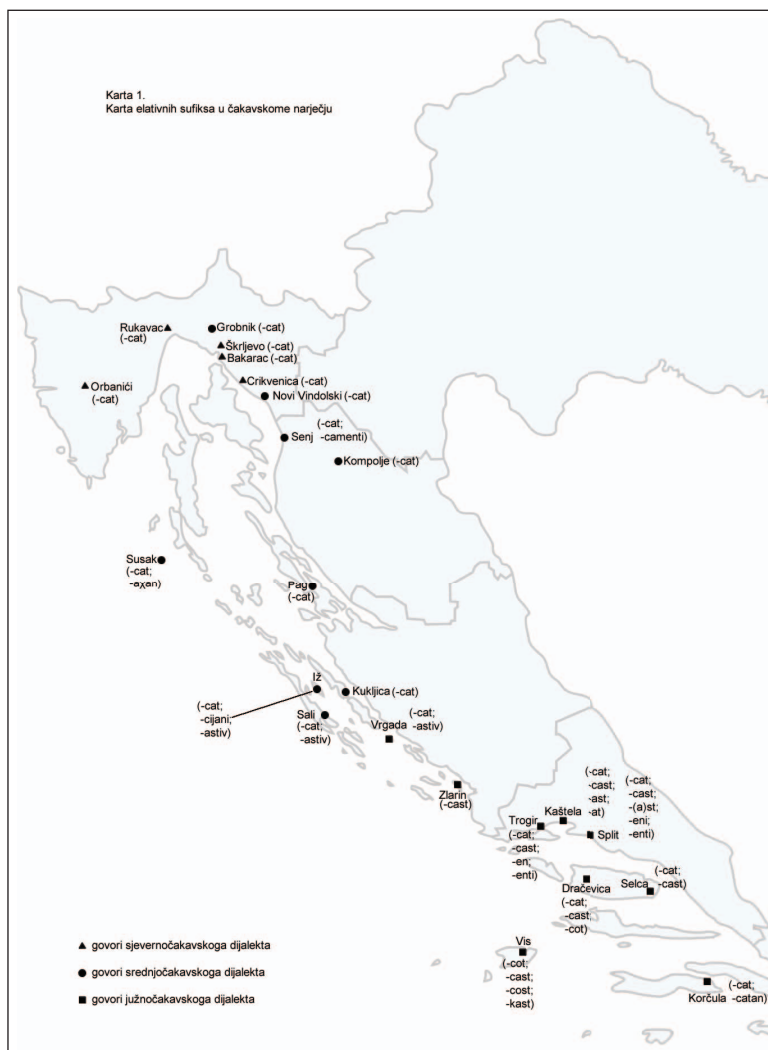 Karta 1.
Karta elativnih sufiksa u čakavskome narječju
Rukavac
(-cat)
Grobnik (-cat)
Škrljevo (-cat)
Bakarac (-cat)
Orbanići
(-cat)
Crikvenica (-cat)
Novi Vindolski (-cat)
Senj
(-cat;
-camenti)
Kompolje (-cat)
Susak
(-cat;
-axan)
Pag
(-cat)
Iž
(-cat;
-cijani;
-astiv)
Kukljica (-cat)
Sali
(-cat;
-astiv)
Vrgada
(-cat;
-astiv)
Zlarin
(-cast)
Trogir
(-cat;
-cast;
-en;
-enti)
Kaštela
(-cat;
-cast;
-ast;
-at)
Split
(-cat;
-cast;
-(a)st;
-eni;
-enti)
Dračevica
(-cat;
-cast;
-cot)
Selca
(-cat;
-cast)
Vis
(-cot;
-cast;
-cost;
-kast)
Korčula
(-cat;
-catan)
govori sjevernočakavskoga dijalekta
govori srednjočakavskoga dijalekta
govori južnočakavskoga dijalekta